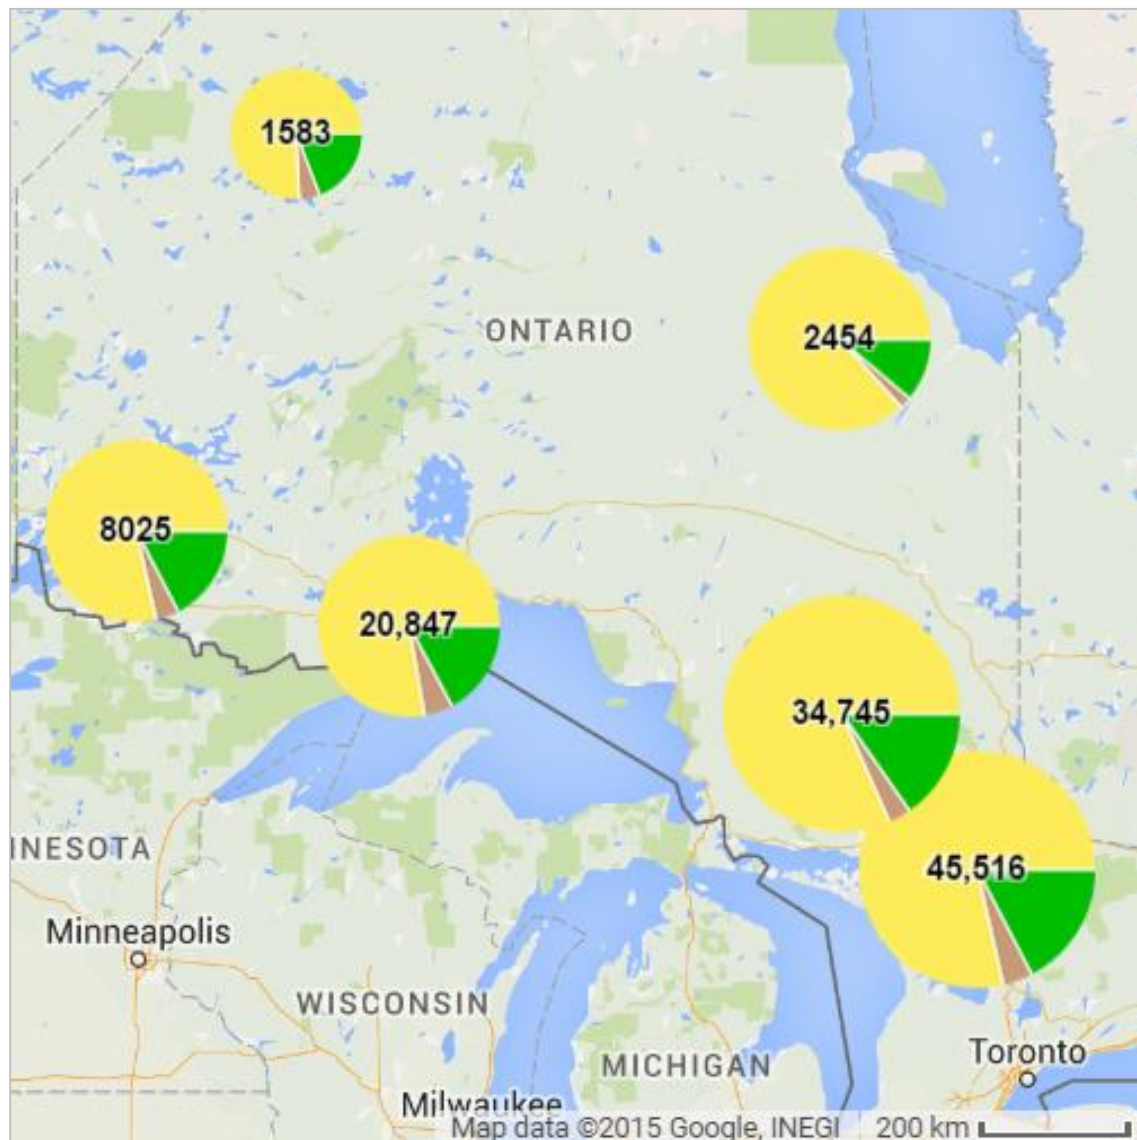 1583
ONTARIO
2454
8025
20,847
34,745
45,516
INESOTA
Minneapolis
WISCONSIN
MICHIGAN
Toronto
Milwaukee
Map data ©2015 Google, INEGI 200 km